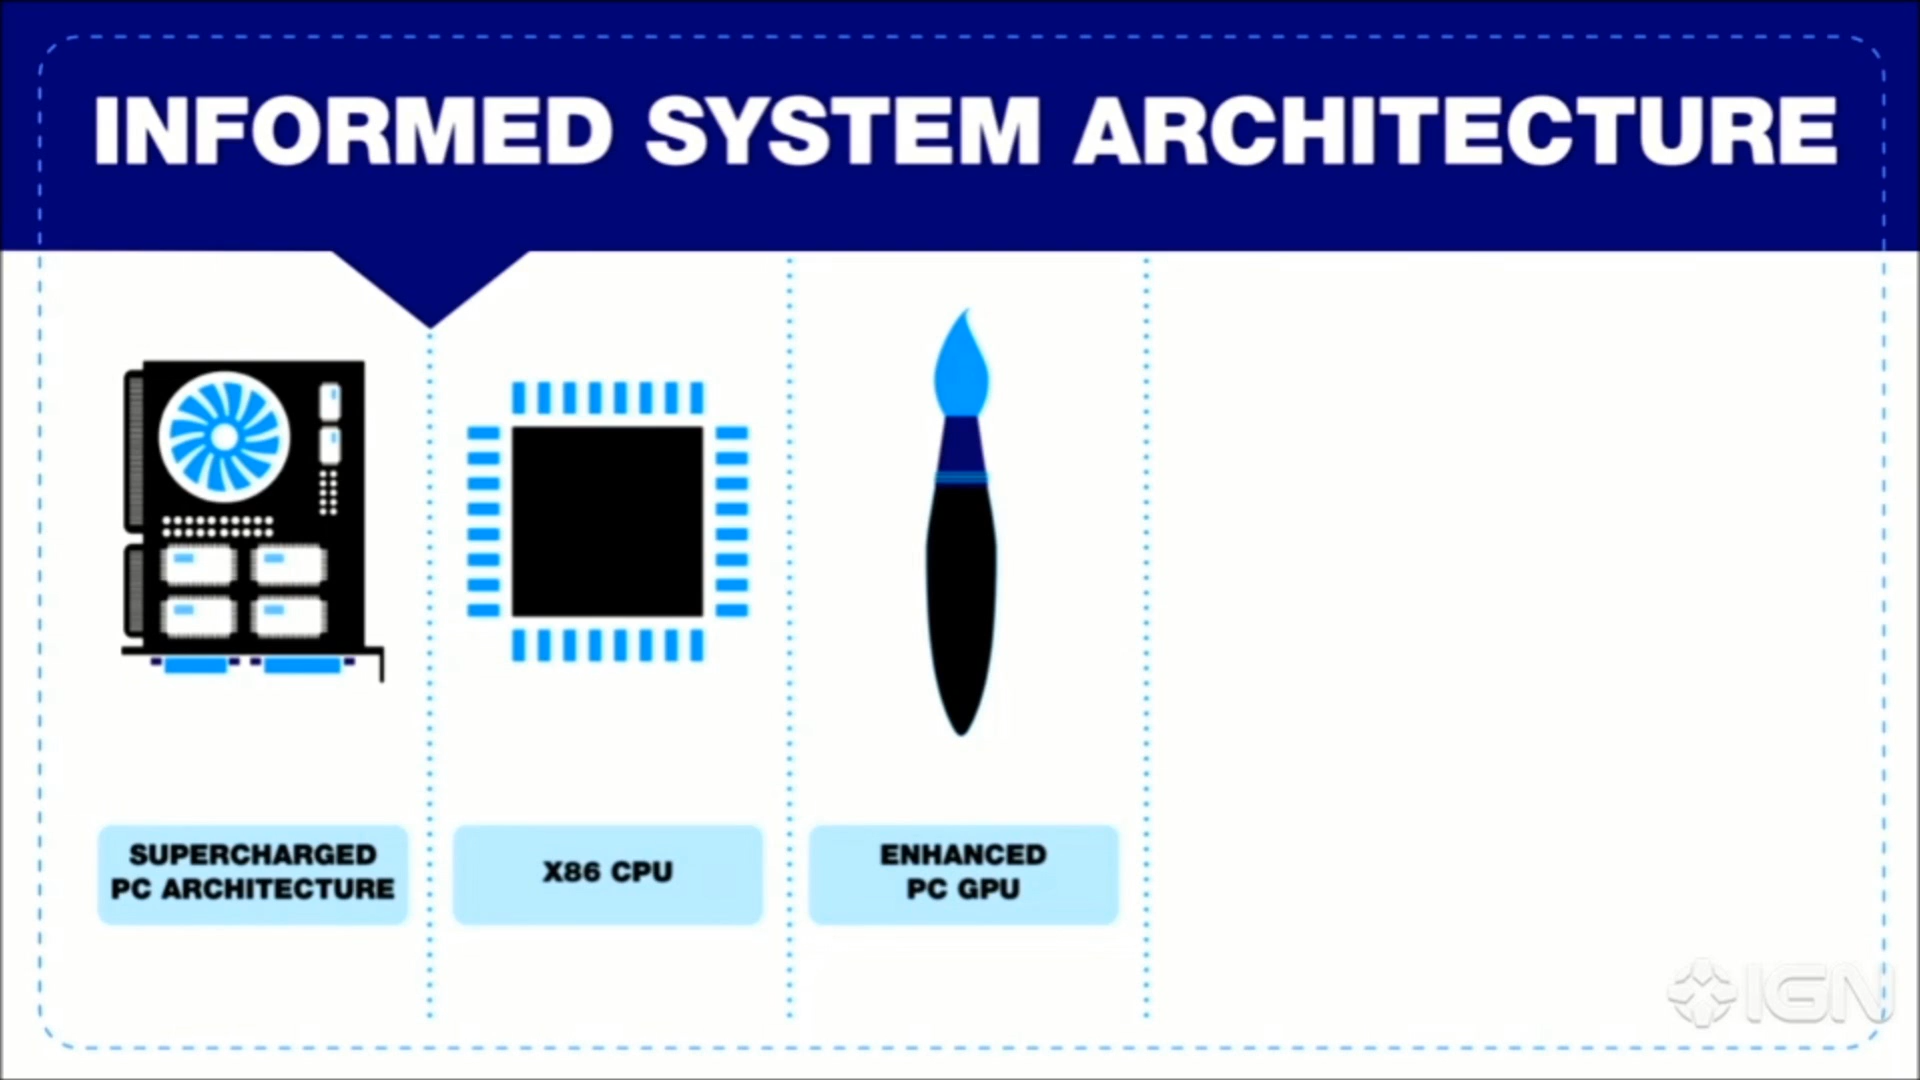 INFORMED SYSTEM ARCHITECTURE
SUPERCHARGED
PC ARCHITECTURE
X86 CPU
ENHANCED
PC GPU
IGN